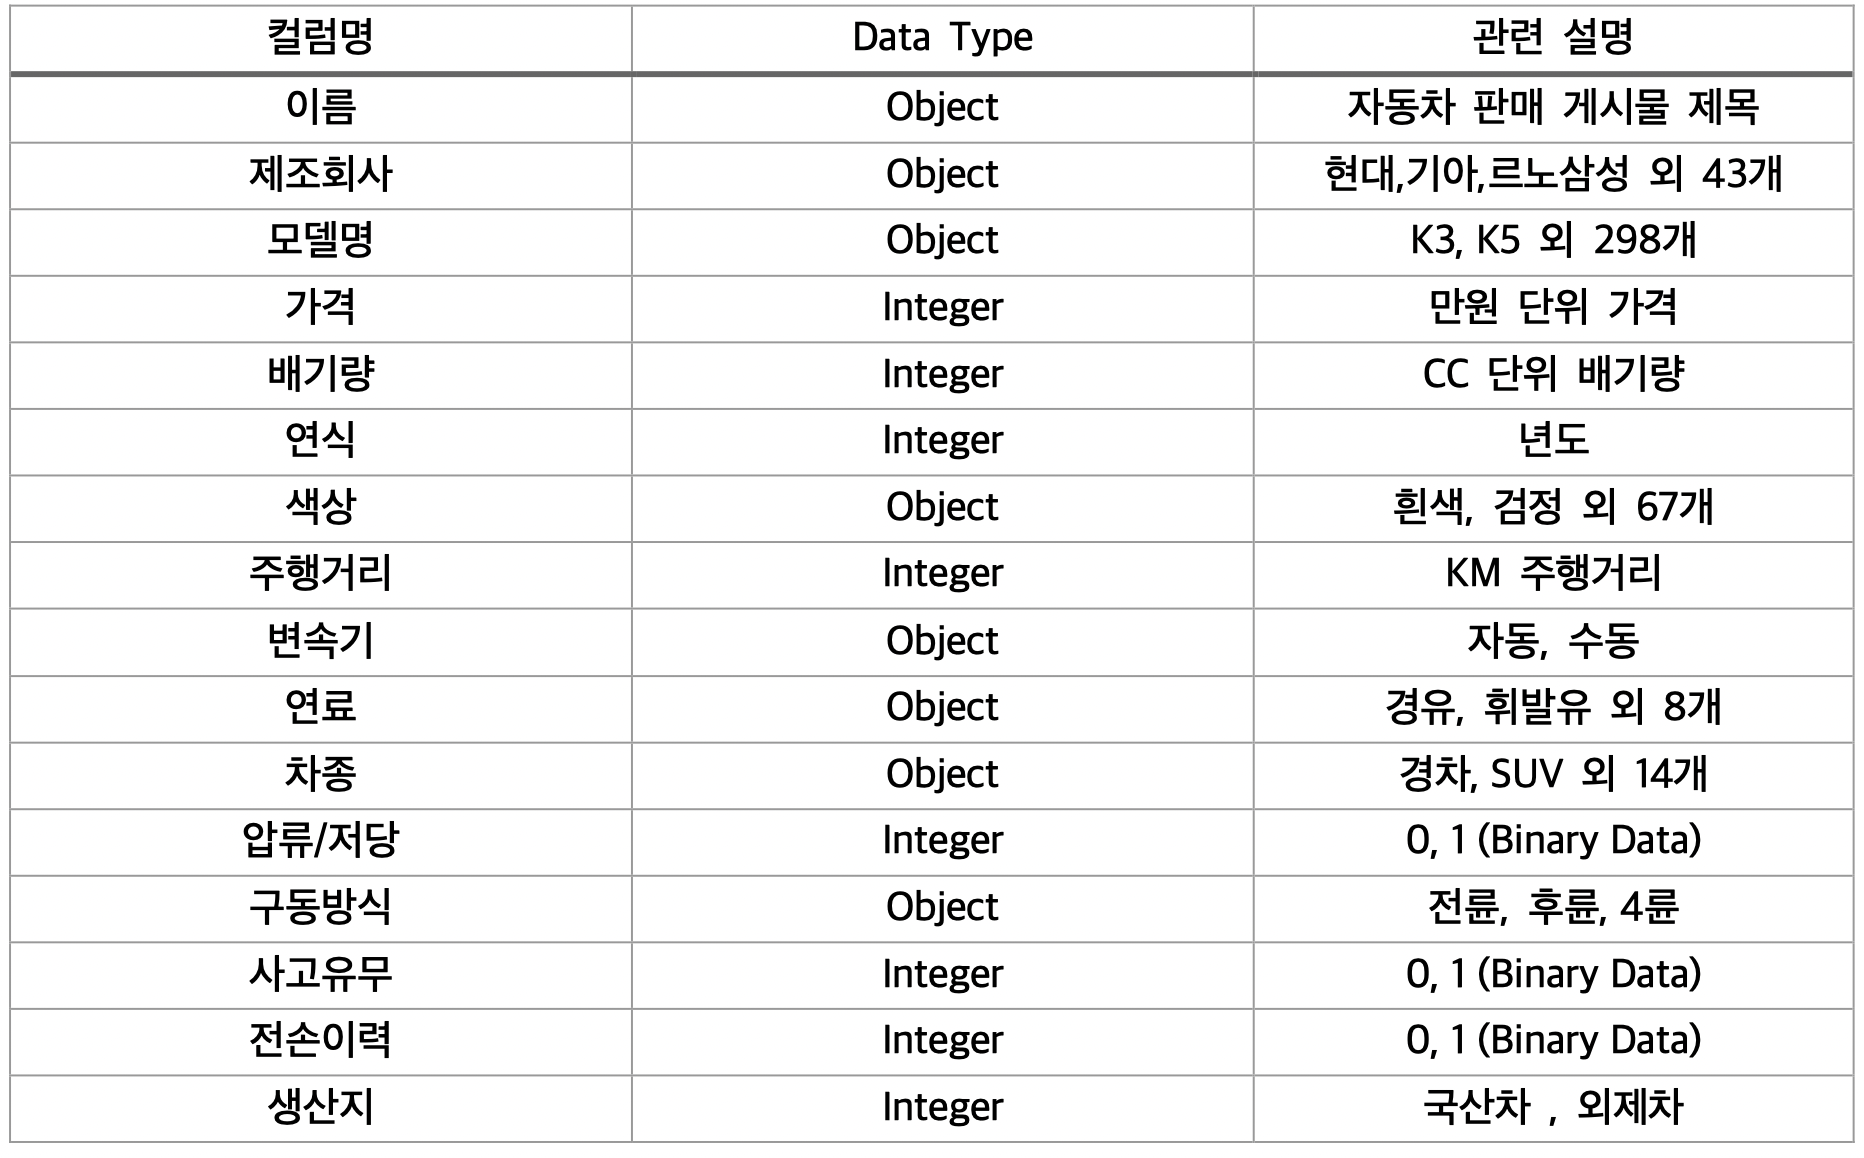 컬럼명 Data Type 관련 설명
이름 Object 자동차 판매 게시물 제목
제조회사 Object 현대,기아,르노삼성 외 43개
모델명 Object K3, K5 외 298개
가격 Integer 만원 단위 가격
배기량 Integer CC 단위 배기량
연식 Integer 년도
색상 Object 흰색, 검정 외 67개
주행거리 Integer KM 주행거리
변속기 Object 자동, 수동
연료 Object 경유, 휘발유 외 8개
차종 Object 경차, SUV 외 14개
압류/저당 Integer 0, 1 (Binary Data)
구동방식 Object 전륜, 후륜, 4륜
사고유무 Integer 0, 1 (Binary Data)
전손이력 Integer 0, 1 (Binary Data)
생산지 Integer 국산차 , 외제차